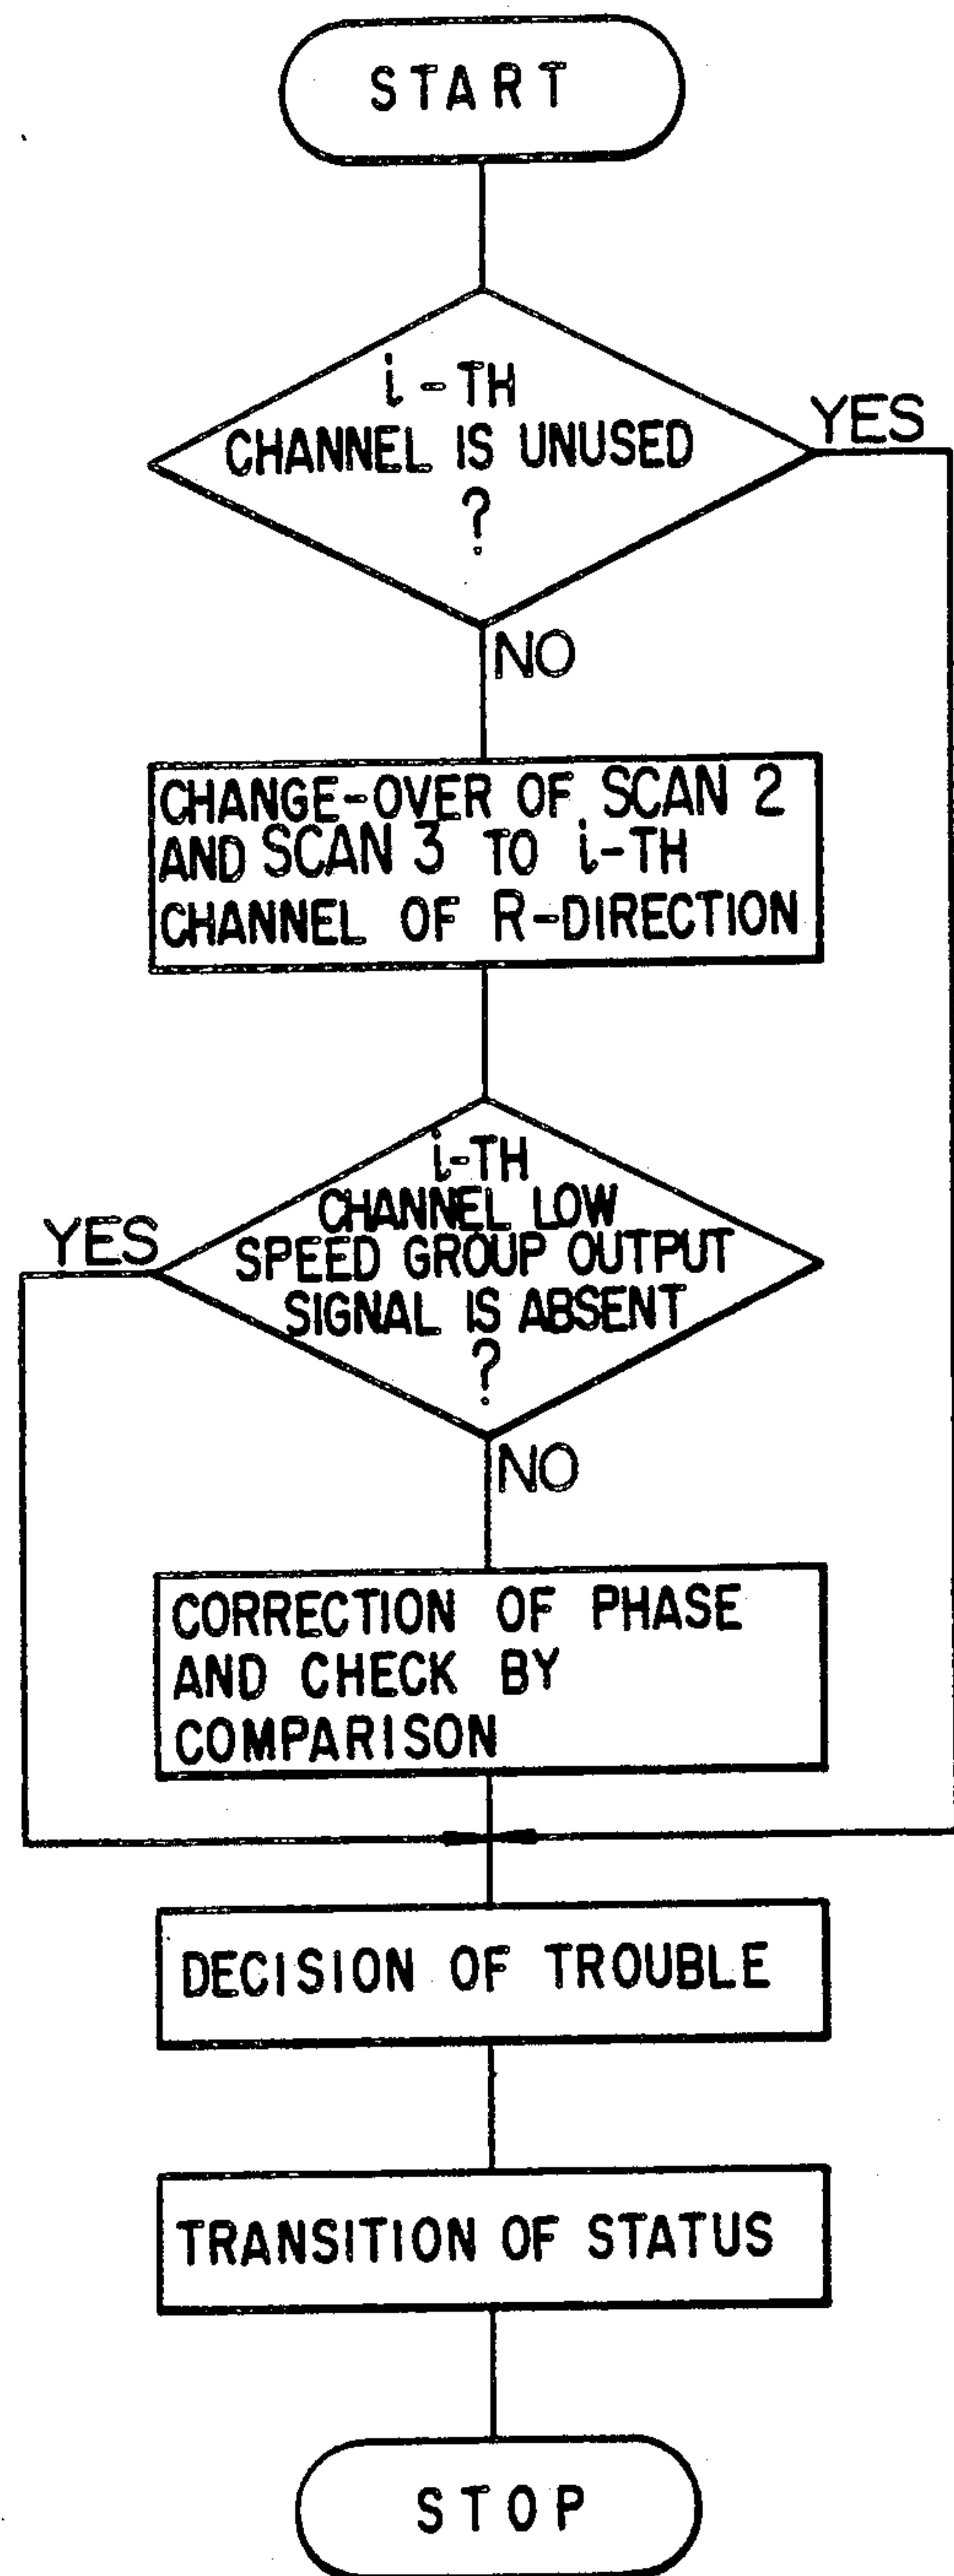 START
i-TH
CHANNEL IS UNUSED
?
YES
NO
CHANGE-OVER OF SCAN 2
AND SCAN 3 TO i-TH
CHANNEL OF R-DIRECTION
i-TH
CHANNEL LOW
SPEED GROUP OUTPUT
SIGNAL IS ABSENT
?
YES
NO
CORRECTION OF PHASE
AND CHECK BY
COMPARISON
DECISION OF TROUBLE
TRANSITION OF STATUS
STOP